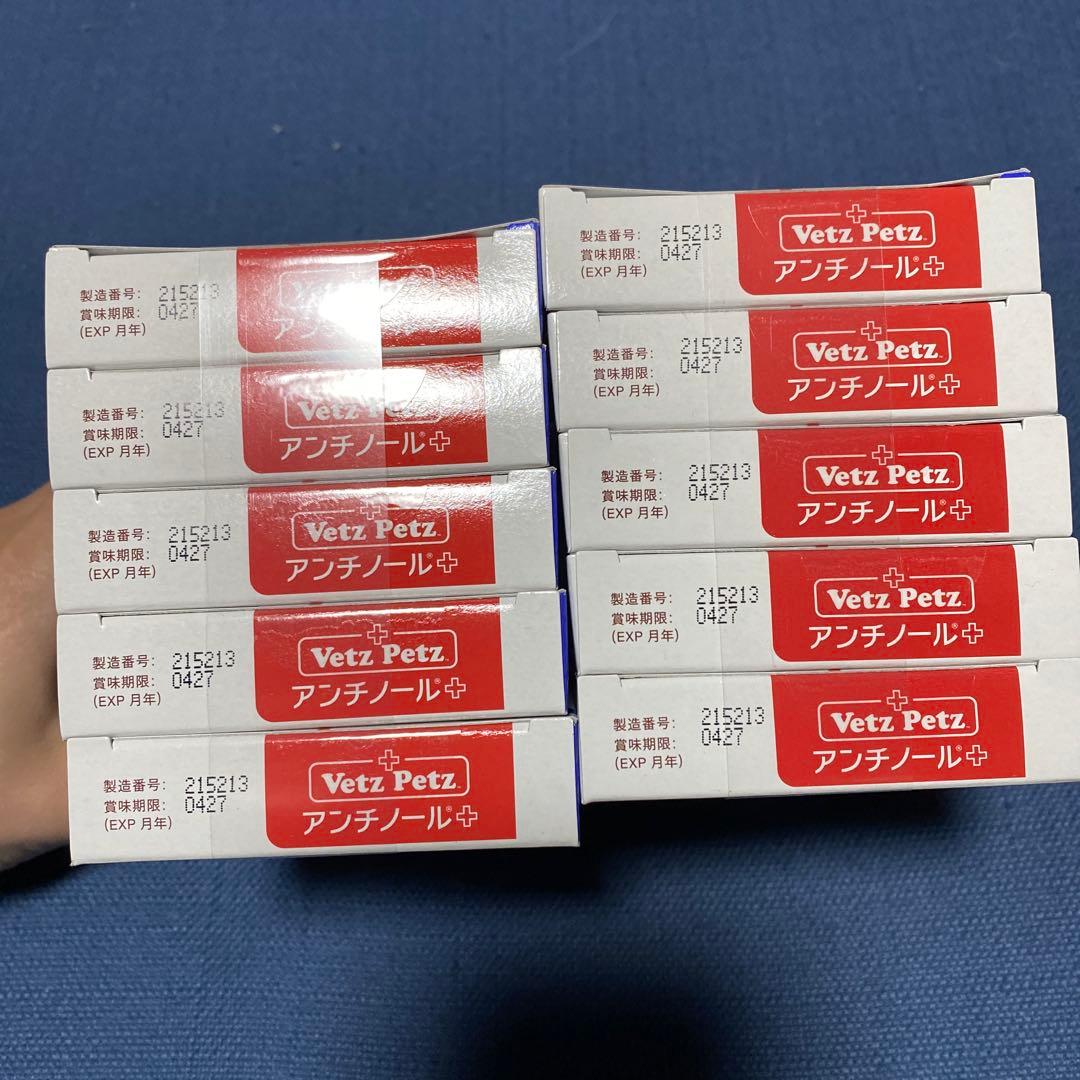 製造番号: 215213
賞味期限: 0427
(EXP 月年)
アン
製造番号: 215213
賞味期限: 0427
(EXP 月年)
Vetz Petz
アンチノール®
製造番号: 215213
賞味期限: 0427
(EXP 月年)
Vetz Petz
アンチノール®
製造番号: 215213
賞味期限: 0427
(EXP 月年)
Vetz Petz™
アンチノール®
製造番号: 215213
賞味期限: 0427
(EXP 月年)
Vetz Petz™
アンチノール®
製造番号: 215213
賞味期限: 0427
(EXP 月年)
Vetz Petz™
アンチノール®
製造番号: 215213
賞味期限: 0427
(EXP 月年)
Vetz Petz™
アンチノール®
製造番号: 215213
賞味期限: 0427
(EXP 月年)
Vetz Petz™
アンチノール®
製造番号: 215213
賞味期限: 0427
(EXP 月年)
Vetz Petz™
アンチノール®
製造番号: 215213
賞味期限: 0427
(EXP 月年)
Vetz Petz™
アンチノール®